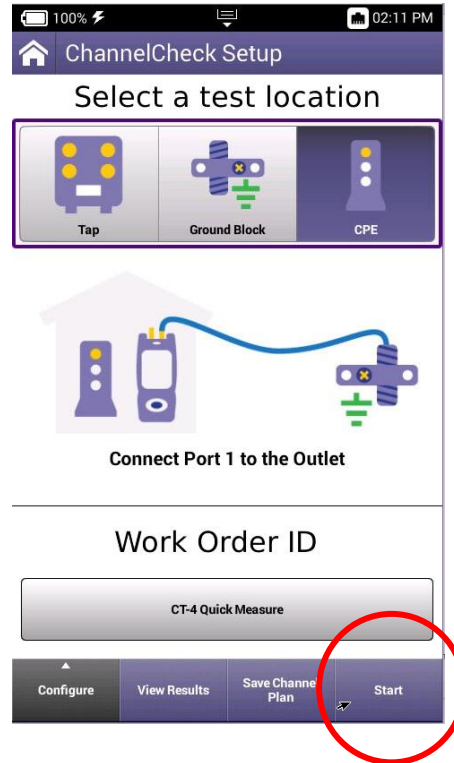 100% 02:11 PM
ChannelCheck Setup
Select a test location
Tap Ground Block CPE
Connect Port 1 to the Outlet
Work Order ID
CT-4 Quick Measure
Configure View Results Save Channel Start
Plan